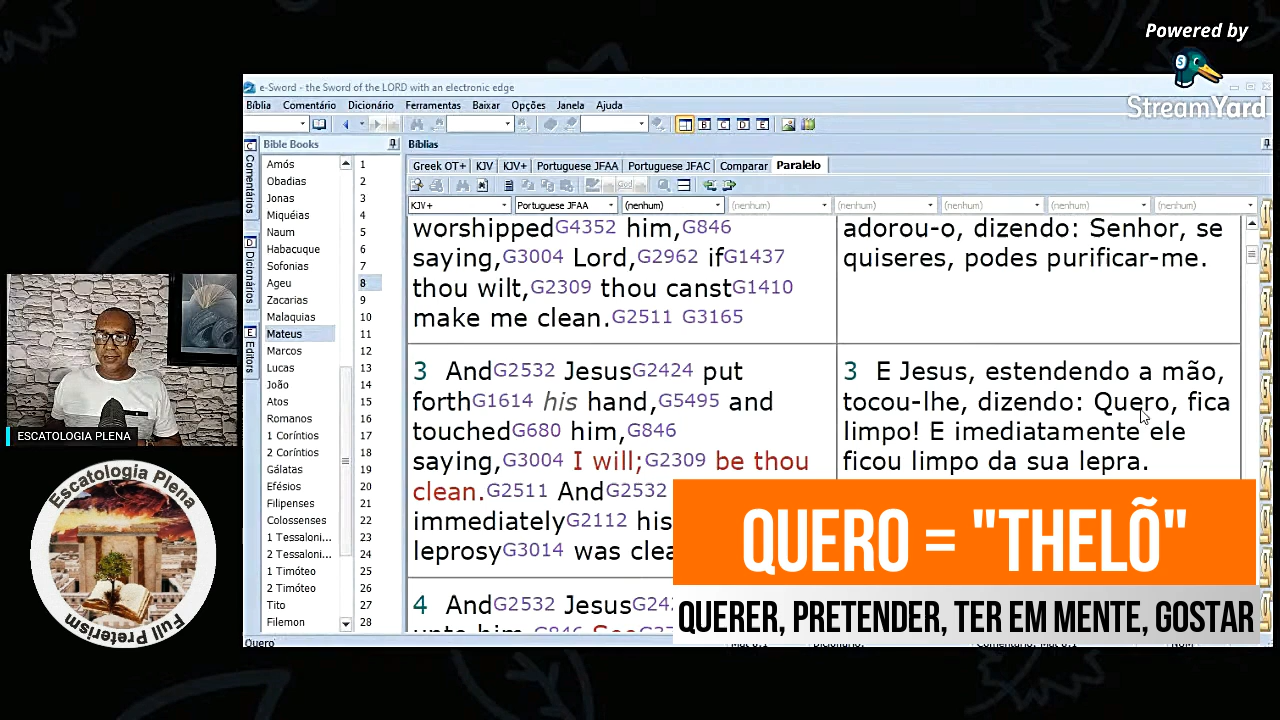 Powered by
StreamYard
e-Sword - the Sword of the LORD with an electronic edge
Bíblia Comentário Dicionário Ferramentas Baixar Opções Janela Ajuda
Bible Books
Bíblias
Comentários
Dicionários
Editors
Amós
Obadias
Jonas
Miquéias
Naum
Habacuque
Sofonias
Ageu
Zacarias
Malaquias
Mateus
Marcos
Lucas
João
Atos
Romanos
1 Coríntios
2 Coríntios
Gálatas
Efésios
Filipenses
Colossenses
1 Tessaloni...
2 Tessaloni...
1 Timóteo
2 Timóteo
Tito
Filemon
1
2
3
4
5
6
7
8
9
10
11
12
13
14
15
16
17
18
19
20
21
22
23
24
25
26
27
28
Greek OT+ KJV KJV+ Portuguese JFAA Portuguese JFAC Comparar Paralelo
KJV+ Portuguese JFAA (nenhum) (nenhum) (nenhum) (nenhum) (nenhum) (nenhum)
worshippedG4352 him,G846
saying,G3004 Lord,G2962 ifG1437
thou wilt,G2309 thou canstG1410
make me clean.G2511 G3165
adorou-o, dizendo: Senhor, se
quiseres, podes purificar-me.
3 AndG2532 JesusG2424 put
forthG1614 his hand,G5495 and
touchedG680 him,G846
saying,G3004 I will;G2309 be thou
clean.G2511 AndG2532
immediatelyG2112 his
leprosyG3014 was clea
3 E Jesus, estendendo a mão,
tocou-lhe, dizendo: Quero, fica
limpo! E imediatamente ele
ficou limpo da sua lepra.
4 AndG2532 JesusG24
QUERO = "THELÕ"
QUERER, PRETENDER, TER EM MENTE, GOSTAR
Quero
ESCATOLOGIA PLENA
Escatologia Plena
Full Preterism